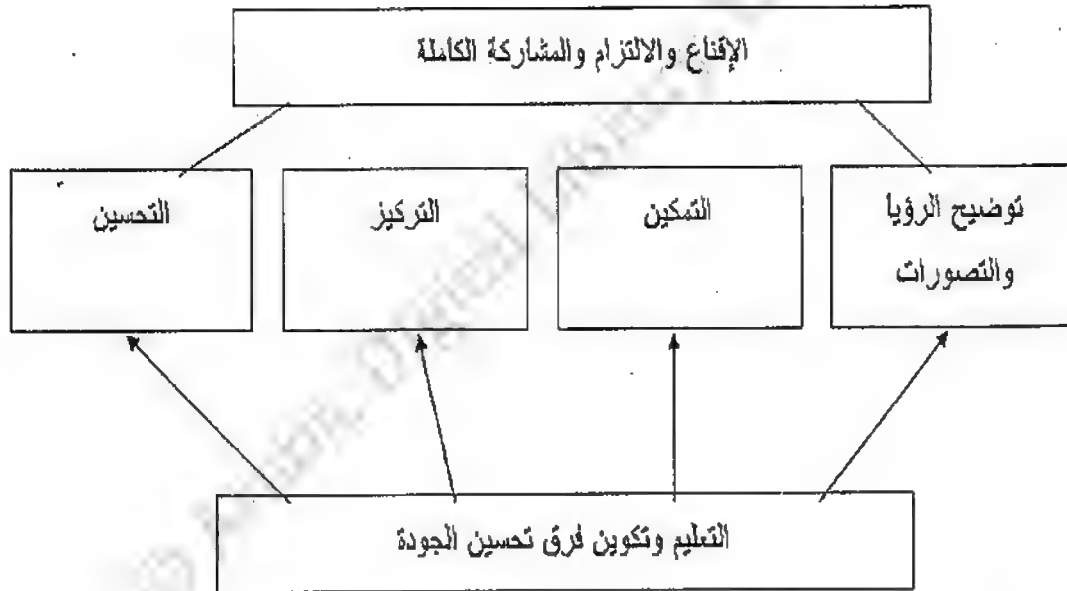 الإقناع والالتزام والمشاركة الكاملة
توضيح الرؤيا
والتصورات
التمكين
التركيز
التحسين
التعليم وتكوين فرق تحسين الجودة